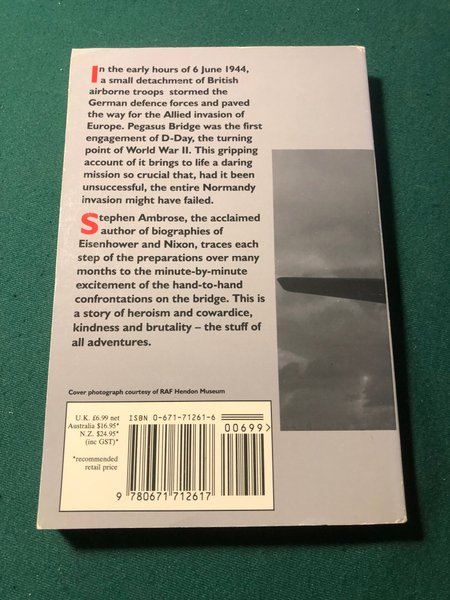 In the early hours of 6 June 1944,
a small detachment of British
airborne troops stormed the
German defence forces and paved
the way for the Allied invasion of
Europe. Pegasus Bridge was the first
engagement of D-Day, the turning
point of World War II. This gripping
account of it brings to life a daring
mission so crucial that, had it been
unsuccessful, the entire Normandy
invasion might have failed.
Stephen Ambrose, the acclaimed
author of biographies of
Eisenhower and Nixon, traces each
step of the preparations over many
months to the minute-by-minute
excitement of the hand-to-hand
confrontations on the bridge. This is
a story of heroism and cowardice,
kindness and brutality – the stuff of
all adventures.
Cover photograph courtesy of RAF Hendon Museum
U.K. £6.99 net
Australia $16.95*
N.Z. $24.95*
(inc GST)
*recommended
retail price
ISBN 0-671-71261-6
00699>
9 780671 712617